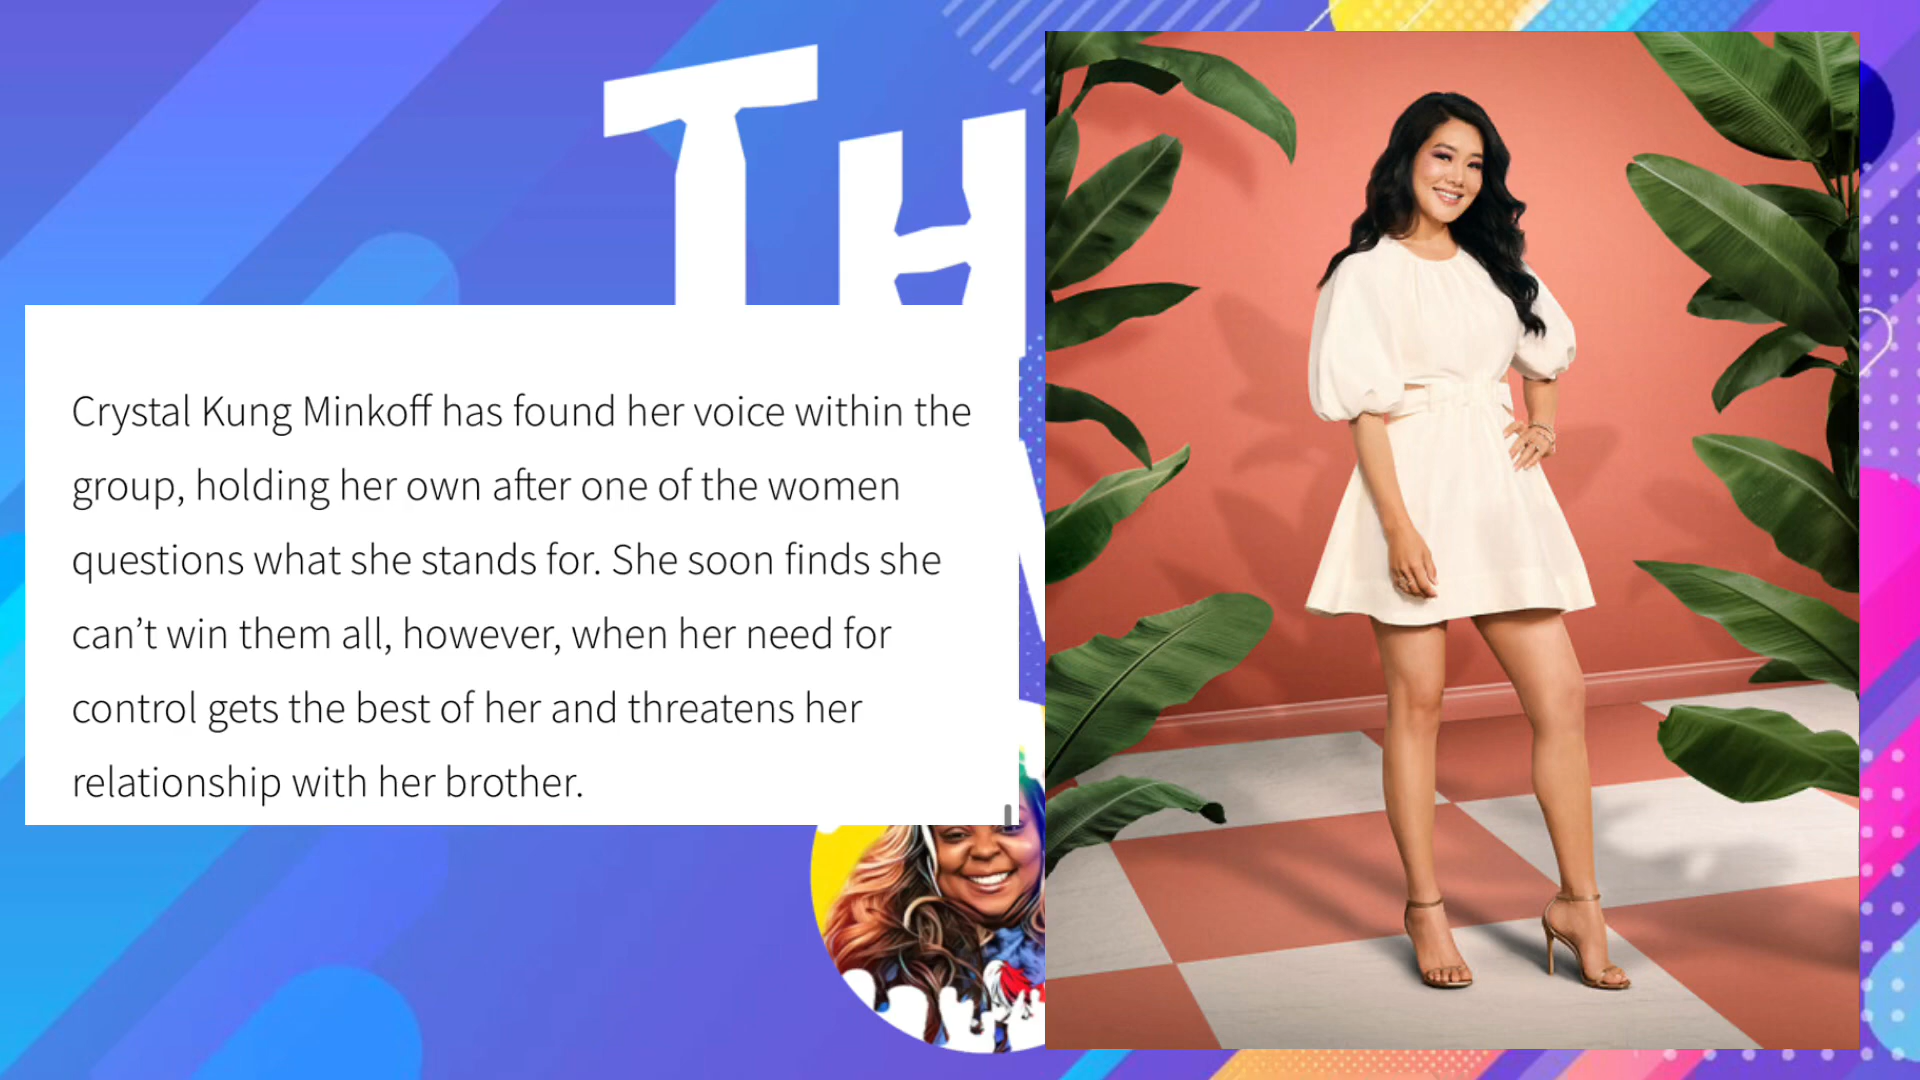 Th
Crystal Kung Minkoff has found her voice within the
group, holding her own after one of the women
questions what she stands for. She soon finds she
can’t win them all, however, when her need for
control gets the best of her and threatens her
relationship with her brother.